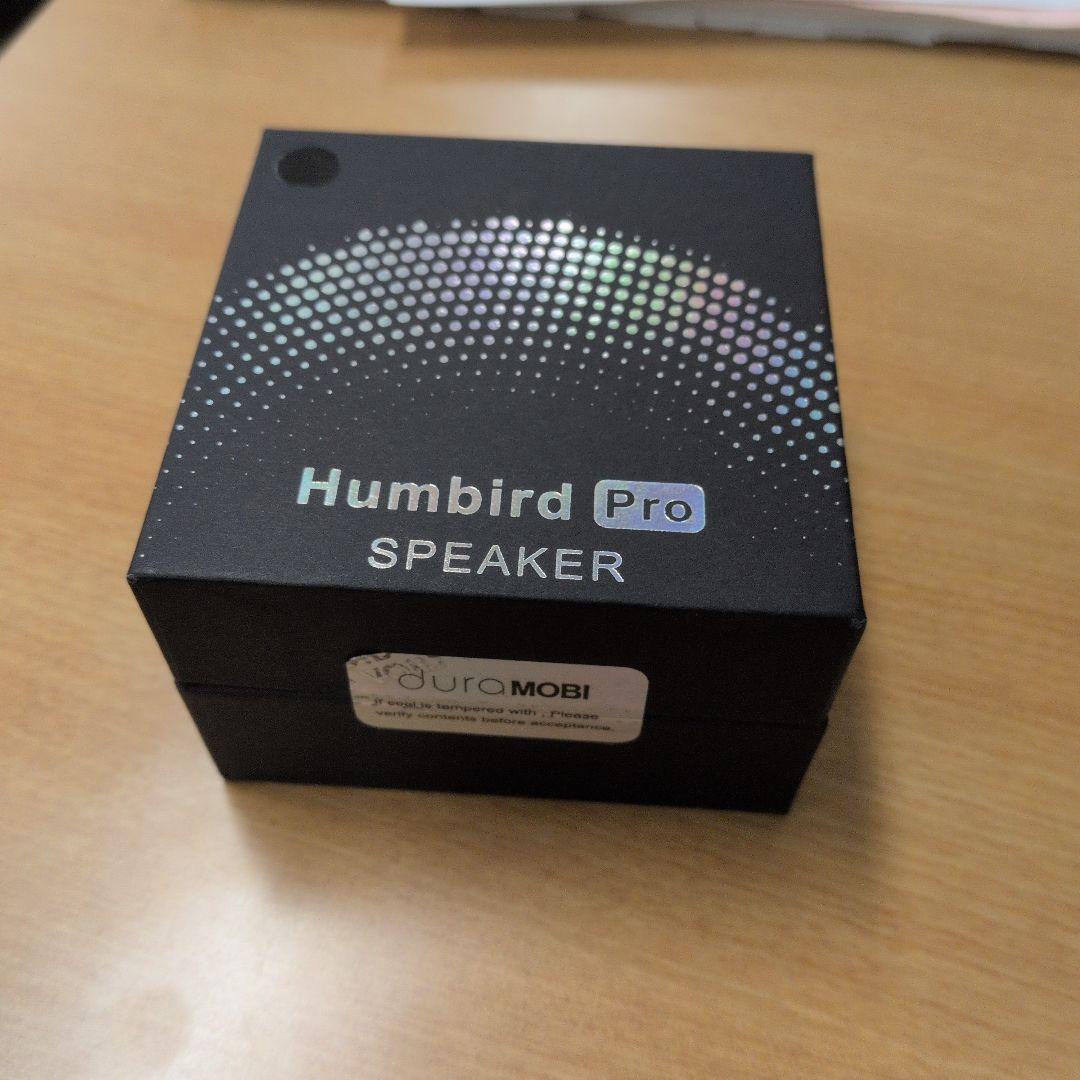 Humbird Pro
SPEAKER
duraMOBI
If seal is tampered with . Please
verify contents before acceptance.